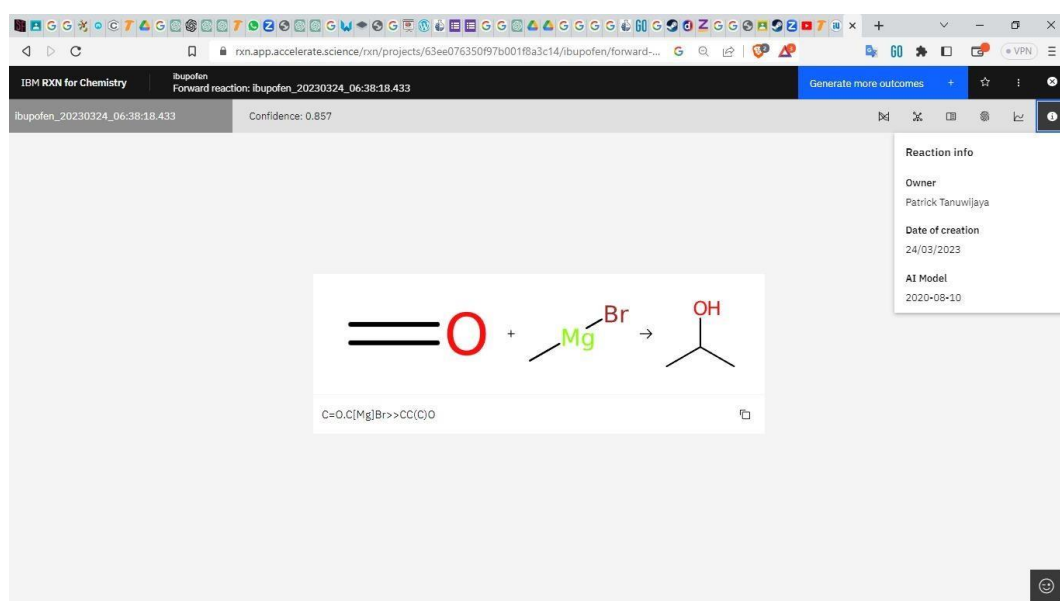 rxn.app.accelerate.science/rxn/projects/63ee076350f97b001f8a3c14/ibupofen/forward-...
VPN
IBM RXN for Chemistry
ibupofen
Forward reaction: ibupofen_20230324_06:38:18.433
Generate more outcomes +
ibupofen_20230324_06:38:18.433
Confidence: 0.857
Reaction info
Owner
Patrick Tanuwijaya
Date of creation
24/03/2023
AI Model
2020-08-10
O + Mg Br → OH
C=O.C[Mg]Br>>CC(C)O